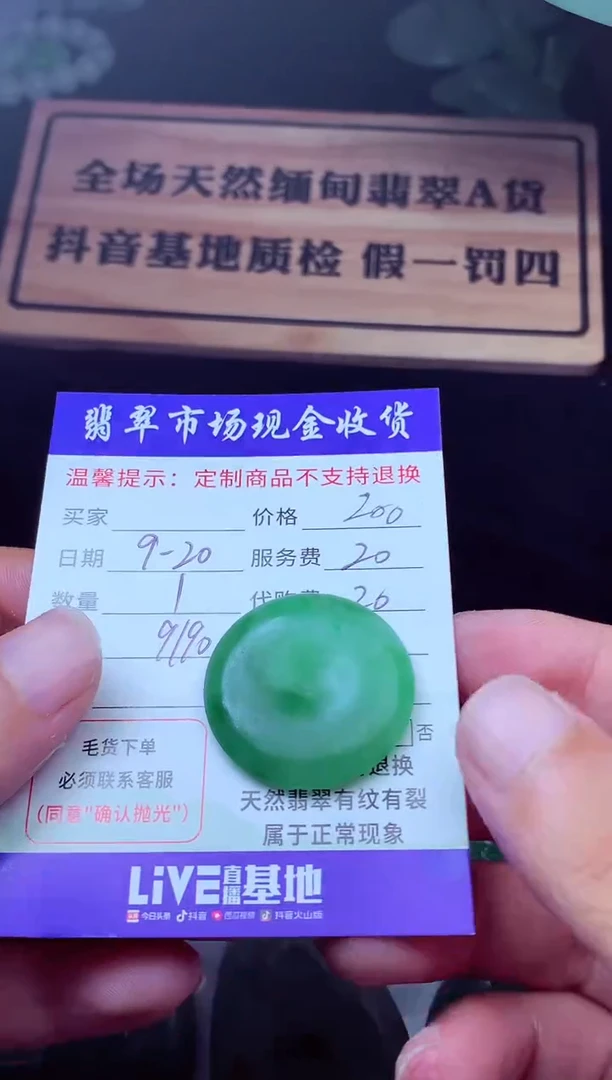 全场天然缅甸翡翠A货
抖音基地质检 假一罚四
翡翠市场现金收货
温馨提示：定制商品不支持退换
买家 价格 200
日期 9-20 服务费 20
数量 1 代购费 20
9190
否
毛货下单
必须联系客服
(同意"确认抛光")
退换
天然翡翠有纹有裂
属于正常现象
LiVE直播基地
今日头条 抖音 西瓜视频 抖音火山版